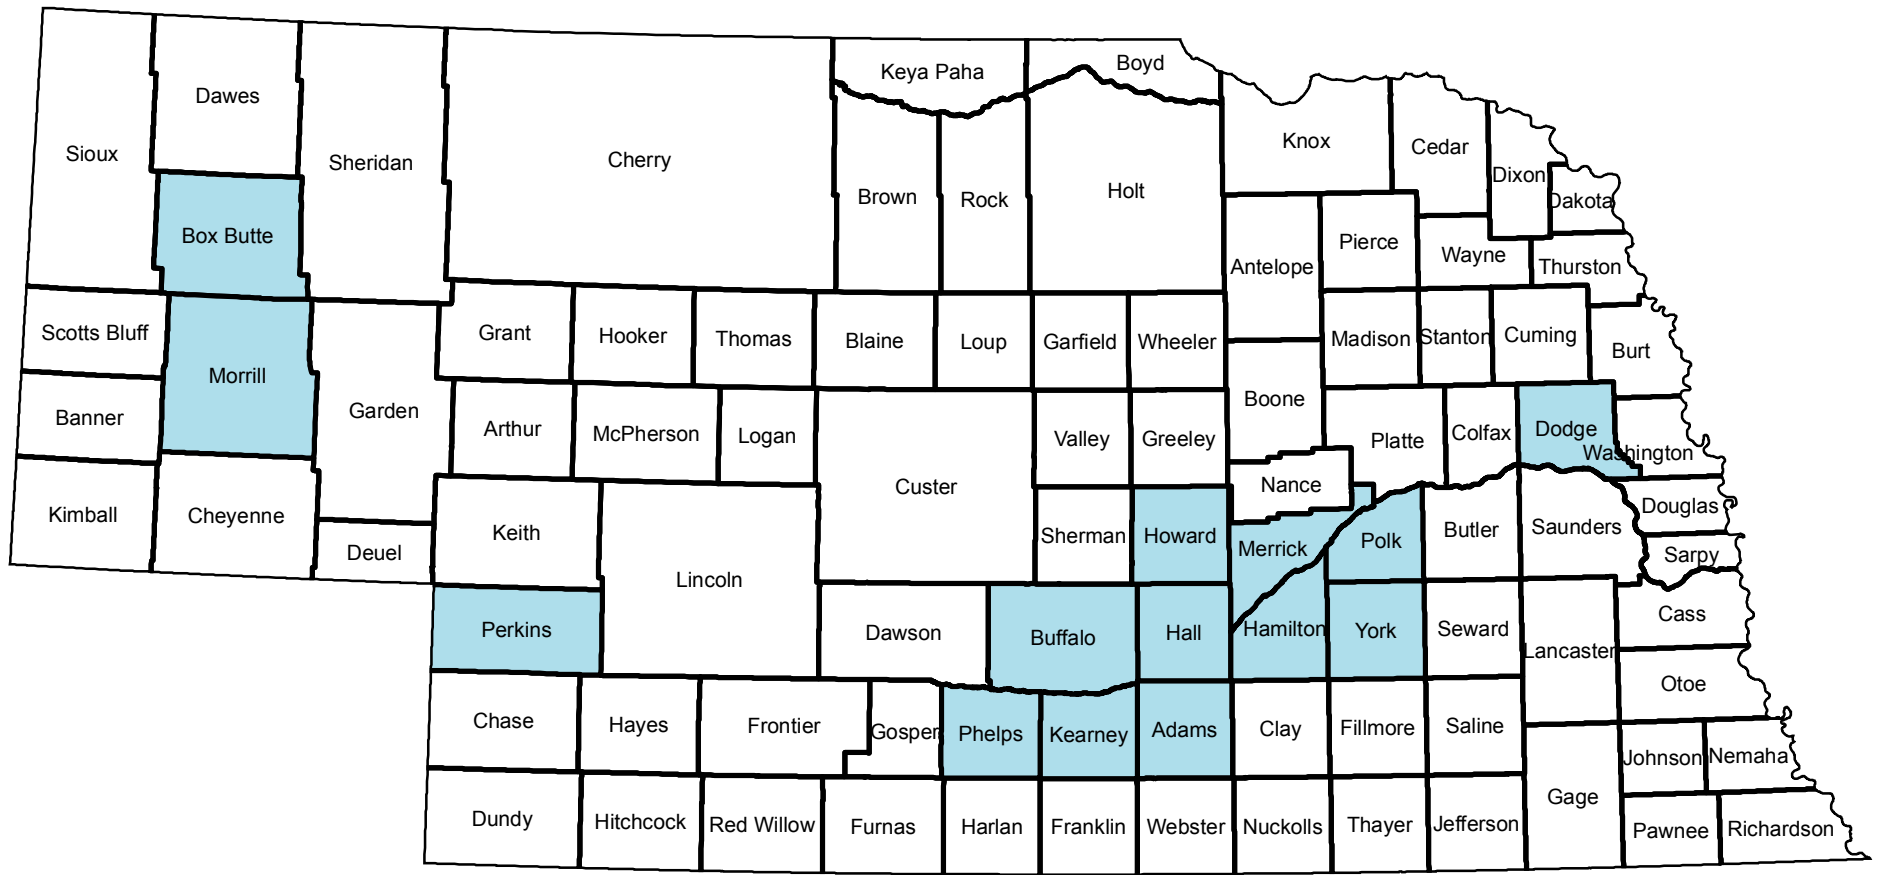 Keya Paha
Boyd
Dawes
Sioux
Sheridan
Cherry
Knox
Cedar
Dixon
Dakota
Brown
Rock
Holt
Box Butte
Pierce
Wayne
Antelope
Thurston
Scotts Bluff
Grant
Hooker
Thomas
Blaine
Loup
Garfield
Wheeler
Madison
Stanton
Cuming
Burt
Morrill
Banner
Garden
Arthur
McPherson
Logan
Valley
Greeley
Boone
Platte
Colfax
Dodge
Washington
Custer
Nance
Kimball
Cheyenne
Keith
Deuel
Sherman
Howard
Merrick
Polk
Butler
Saunders
Douglas
Sarpy
Lincoln
Perkins
Dawson
Buffalo
Hall
Hamilton
York
Seward
Lancaster
Cass
Otoe
Chase
Hayes
Frontier
Gosper
Phelps
Kearney
Adams
Clay
Fillmore
Saline
Johnson
Nemaha
Gage
Dundy
Hitchcock
Red Willow
Furnas
Harlan
Franklin
Webster
Nuckolls
Thayer
Jefferson
Pawnee
Richardson